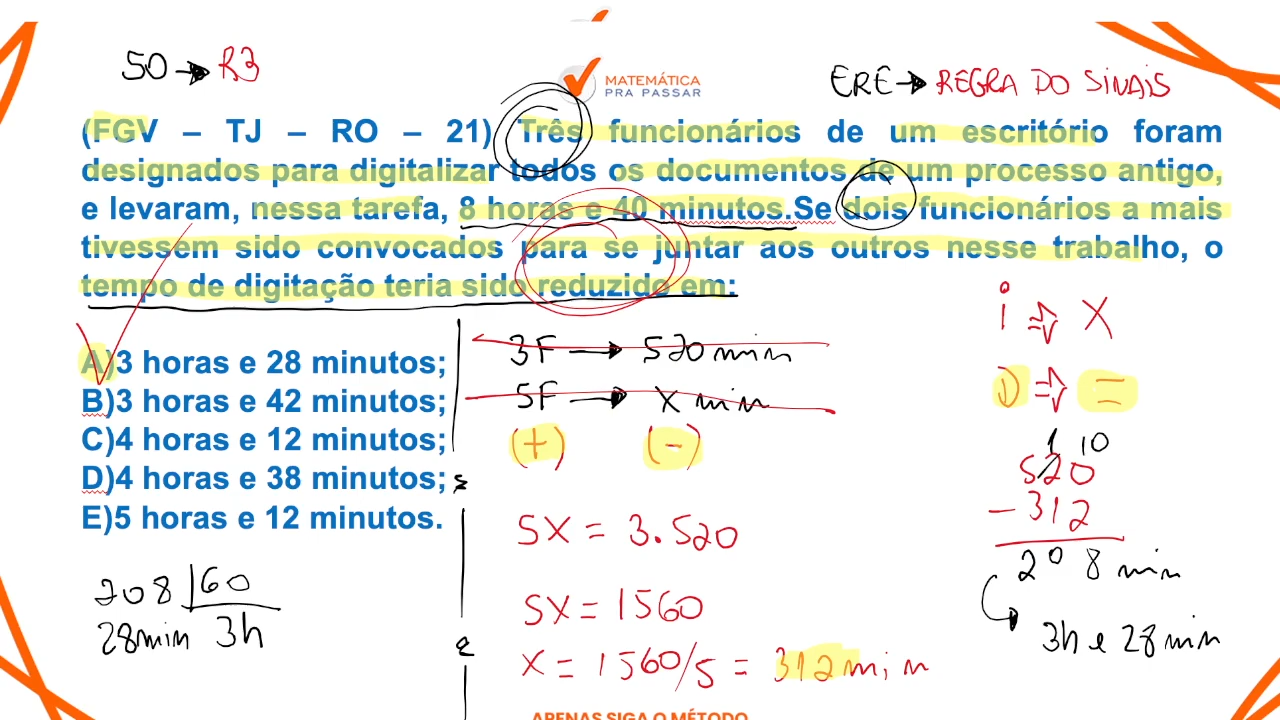 SO → R3
MATEMÁTICA
PRA PASSAR
ERE → REGRA DO SINAIS
(FGV – TJ – RO – 21) Três funcionários de um escritório foram
designados para digitalizar todos os documentos de um processo antigo,
e levaram, nessa tarefa, 8 horas e 40 minutos.Se dois funcionários a mais
tivessem sido convocados para se juntar aos outros nesse trabalho, o
tempo de digitação teria sido reduzido em:
A)3 horas e 28 minutos;
B)3 horas e 42 minutos;
C)4 horas e 12 minutos;
D)4 horas e 38 minutos;
E)5 horas e 12 minutos.
208 60
28min 3h
3F → 520 min
5F → x min
(+) (-)
5X = 3.520
5X = 1560
X = 1560/5 = 312 min
i ⇒ X
D ⇒ =
1 10
520
- 312
208 min
3h e 28 min
APENAS SIGA O MÉTODO